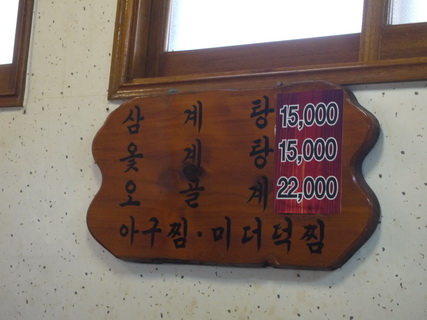 삼 계 탕 15,000
옻 계 탕 15,000
오 골 계 22,000
아구찜·미더덕찜